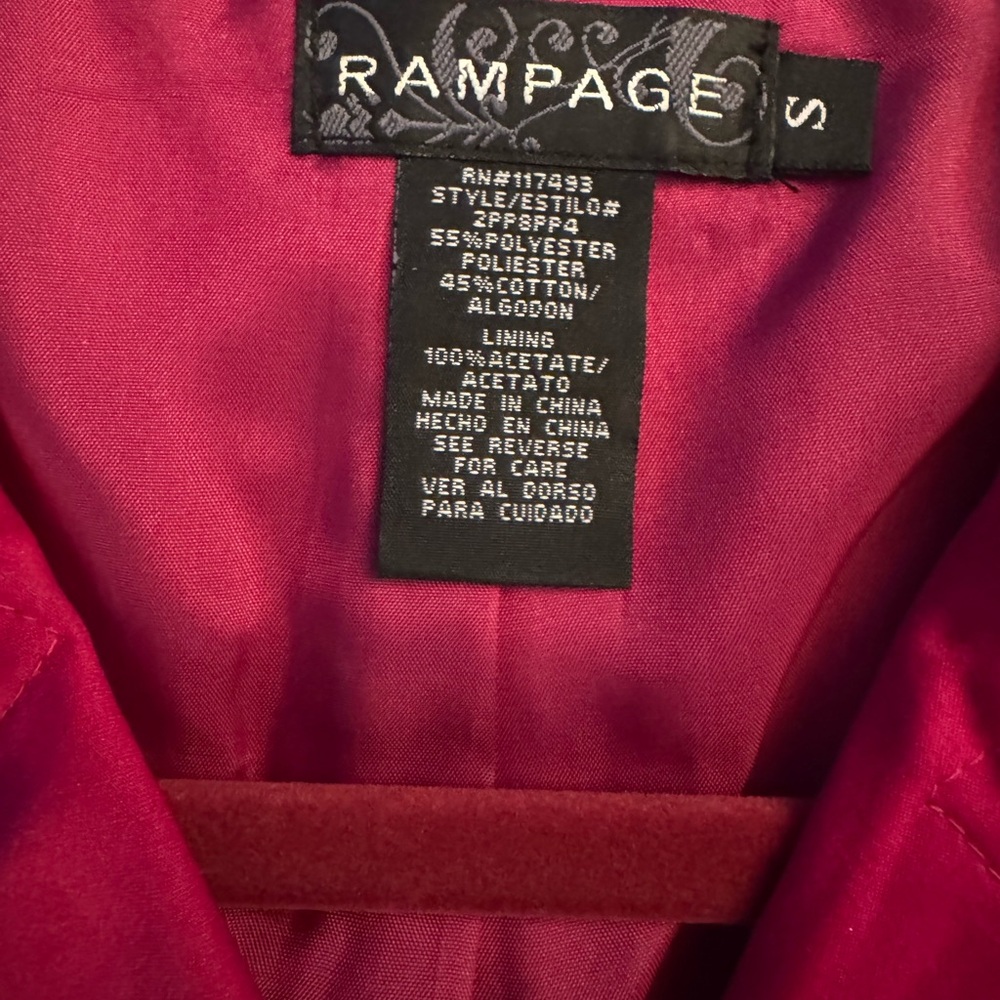 RAMPAGE
S
RN#117493
STYLE/ESTILO#
2PP8PP4
55%POLYESTER
POLIESTER
45%COTTON/
ALGODON
LINING
100%ACETATE/
ACETATO
MADE IN CHINA
HECHO EN CHINA
SEE REVERSE
FOR CARE
VER AL DORSO
PARA CUIDADO